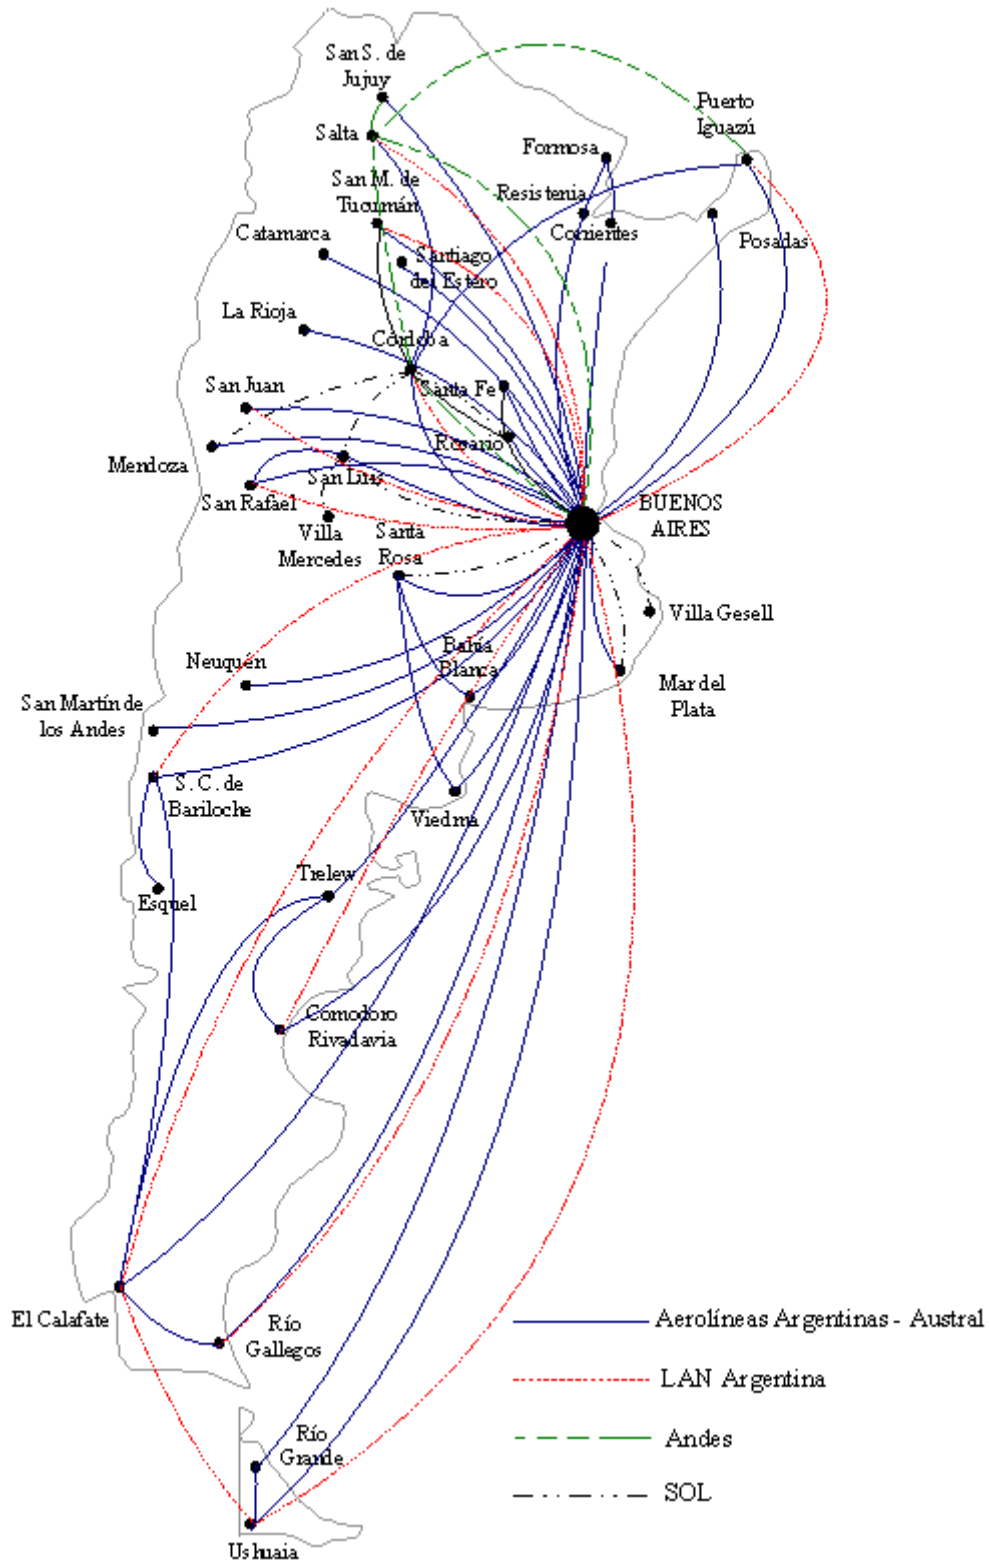 San S. de
Jujuy
Puerto
Iguazú
Salta
Formosa
San M. de
Tucumán
Resistenia
Corrientes
Catamarca
Santiago
del Estero
Posadas
La Rioja
Córdoba
San Juan
Santa Fe
Rosario
Mendoza
San Luis
San Rafael
BUENOS
AIRES
Villa
Mercedes
Santa
Rosa
Villa Gesell
Neuquén
Bahía
Blanca
Mar del
Plata
San Martín de
los Andes
S. C. de
Bariloche
Viedma
Trelew
Esquel
Comodoro
Rivadavia
El Calafate
Río
Gallegos
Aerolíneas Argentinas - Austral
LAN Argentina
Andes
SOL
Río
Grande
Ushuaia